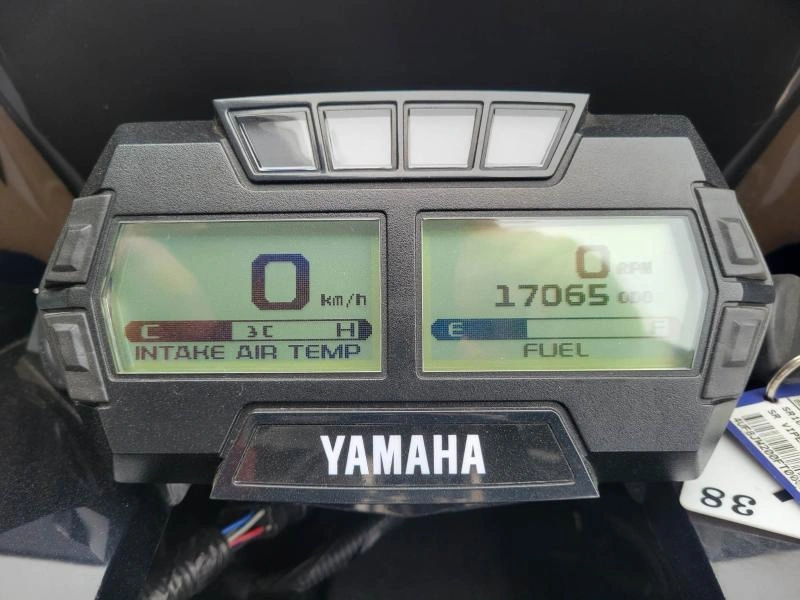 0 km/h
C 3C H
INTAKE AIR TEMP
0 RPM
17065 ODO
E F
FUEL
YAMAHA
38